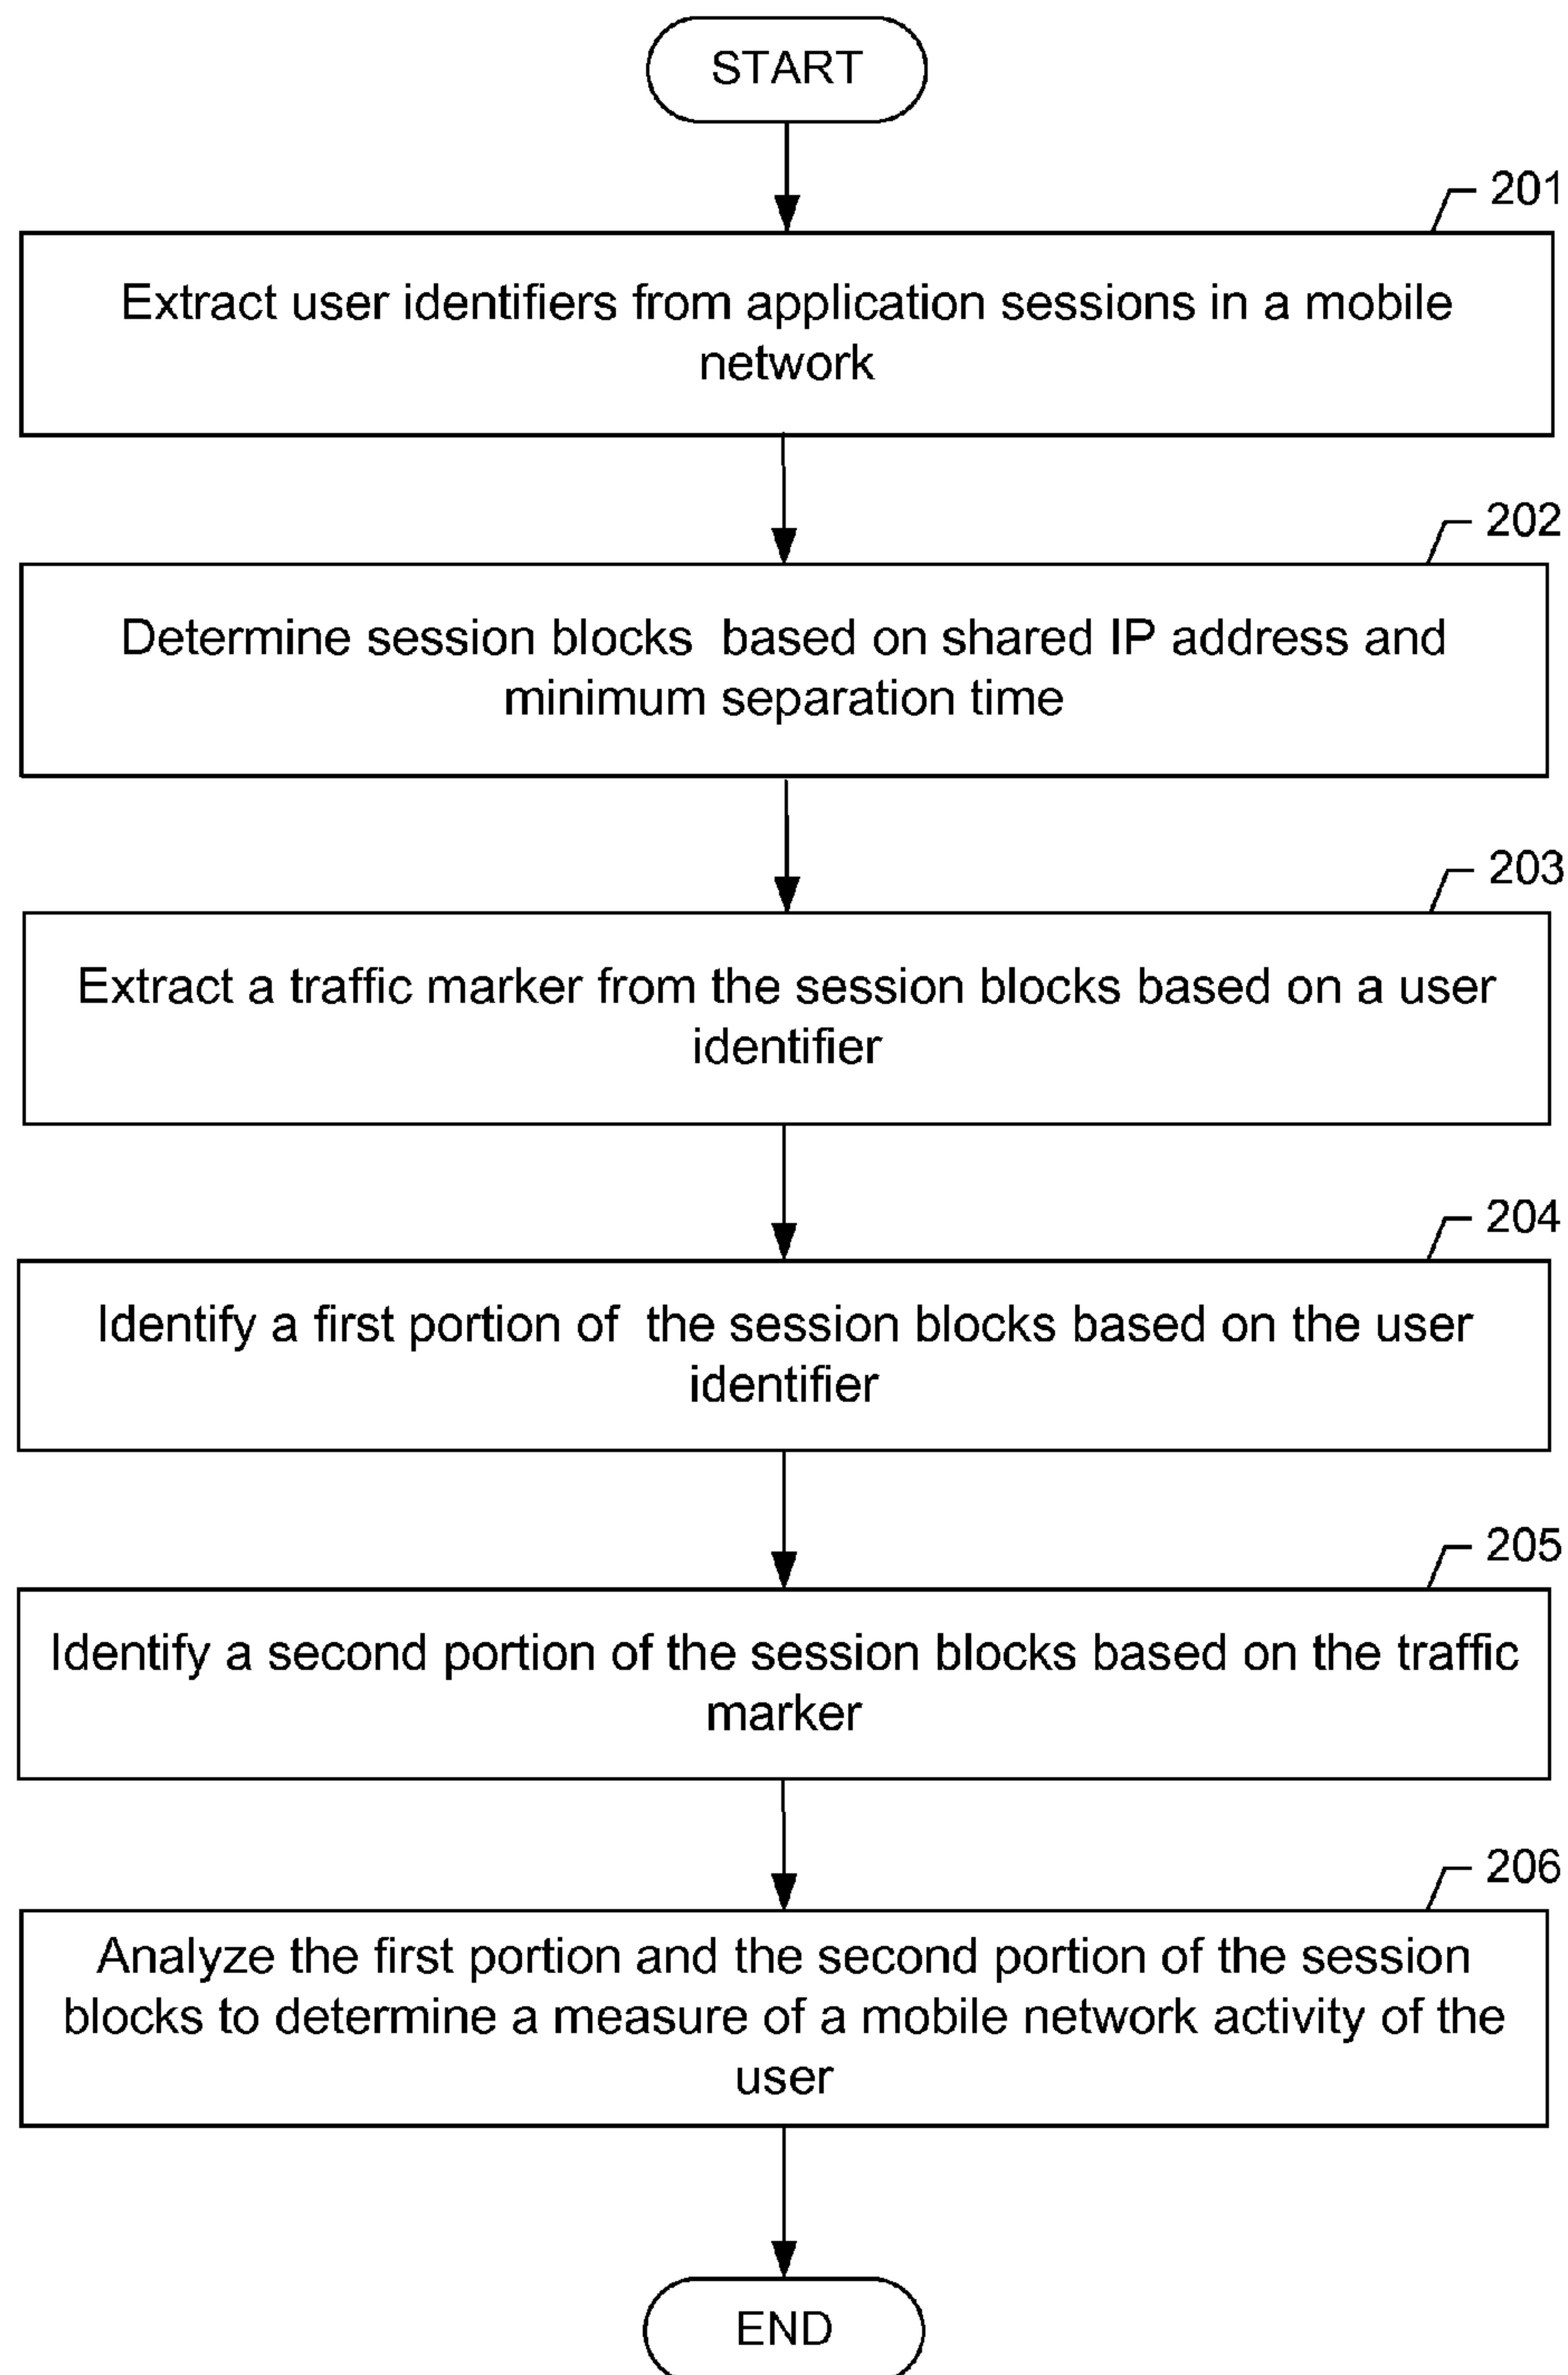 START
201
Extract user identifiers from application sessions in a mobile
network
202
Determine session blocks based on shared IP address and
minimum separation time
203
Extract a traffic marker from the session blocks based on a user
identifier
204
Identify a first portion of the session blocks based on the user
identifier
205
Identify a second portion of the session blocks based on the traffic
marker
206
Analyze the first portion and the second portion of the session
blocks to determine a measure of a mobile network activity of the
user
END